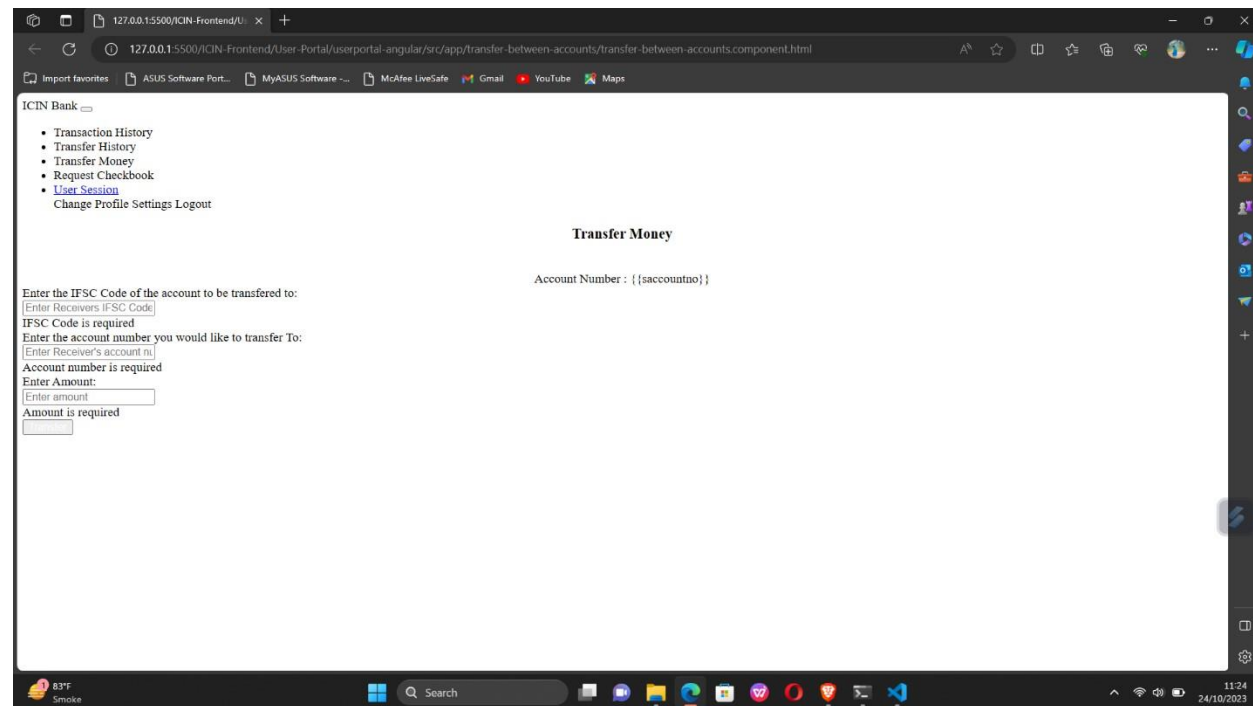 127.0.0.1:5500/ICIN-Frontend/Us
127.0.0.1:5500/ICIN-Frontend/User-Portal/userportal-angular/src/app/transfer-between-accounts/transfer-between-accounts.component.html
Import favorites ASUS Software Port... MyASUS Software -... McAfee LiveSafe Gmail YouTube Maps
ICIN Bank
Transaction History
Transfer History
Transfer Money
Request Checkbook
User Session
Change Profile Settings Logout
Transfer Money
Account Number : {{saccountno}}
Enter the IFSC Code of the account to be transfered to:
Enter Receivers IFSC Code
IFSC Code is required
Enter the account number you would like to transfer To:
Enter Receiver's account nu
Account number is required
Enter Amount:
Enter amount
Amount is required
Transfer
83°F
Smoke
Search
11:24
24/10/2023